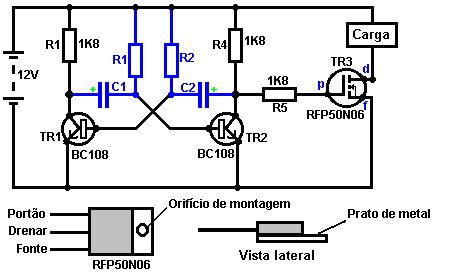 R1 1K8
R1
R2
R4 1K8
Carga
TR3
12V
+ C1
C2 +
1K8
R5
p
d
f
RFP50N06
TR1
BC108
BC108
TR2
Portão
Drenar
Fonte
RFP50N06
Orifício de montagem
Prato de metal
Vista lateral